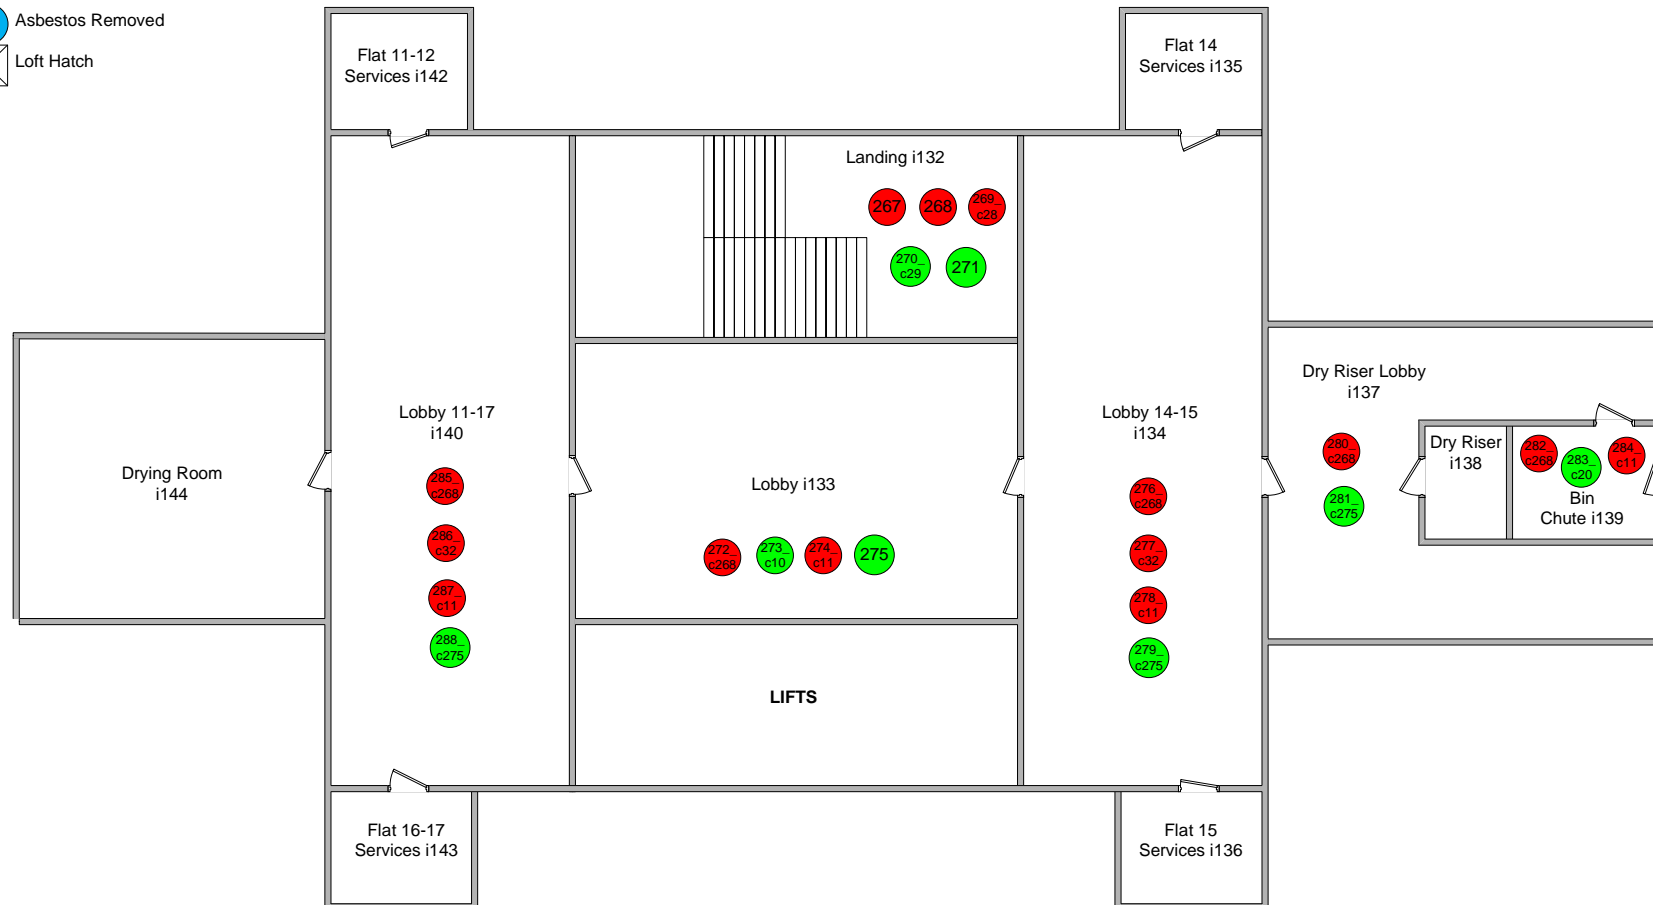 Asbestos Removed
Loft Hatch
Flat 11-12
Services i142
Flat 14
Services i135
Landing i132
267
268
269_
c28
270_
c29
271
Dry Riser Lobby
i137
Lobby 11-17
i140
Lobby 14-15
i134
Dry Riser
i138
280_
c268
281_
c275
282_
c268
283_
c20
284_
c11
Bin
Chute i139
Drying Room
i144
Lobby i133
285_
c268
286_
c32
287_
c11
288_
c275
272_
c268
273_
c10
274_
c11
275
276_
c268
277_
c32
278_
c11
279_
c275
LIFTS
Flat 16-17
Services i143
Flat 15
Services i136